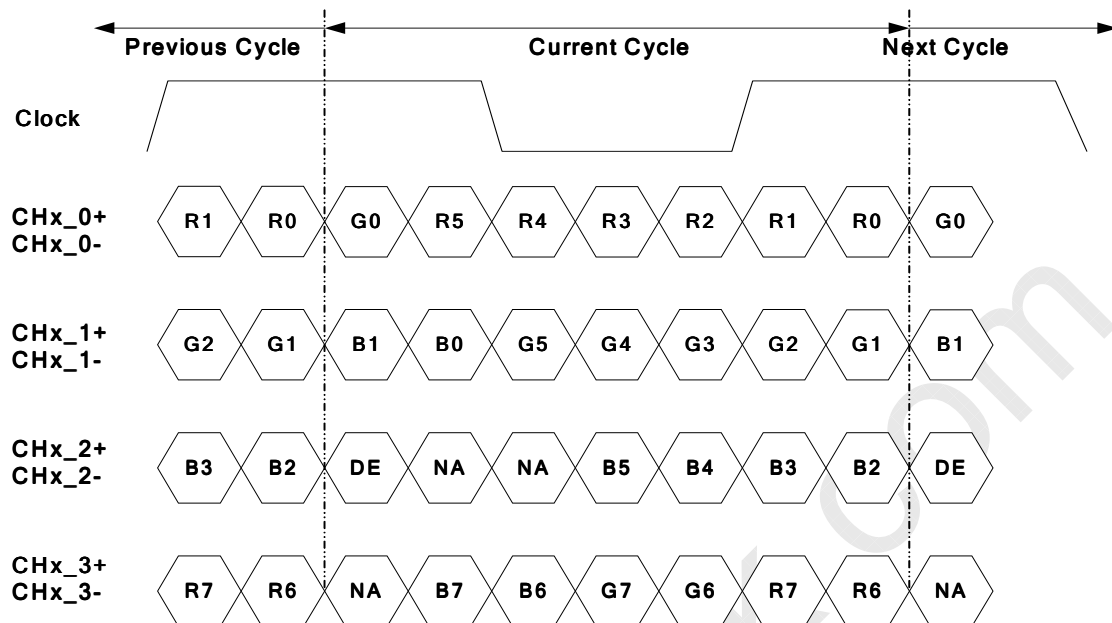 Previous Cycle Current Cycle Next Cycle
Clock
CHx_0+
CHx_0-
R1 R0 G0 R5 R4 R3 R2 R1 R0 G0
CHx_1+
CHx_1-
G2 G1 B1 B0 G5 G4 G3 G2 G1 B1
CHx_2+
CHx_2-
B3 B2 DE NA NA B5 B4 B3 B2 DE
CHx_3+
CHx_3-
R7 R6 NA B7 B6 G7 G6 R7 R6 NA